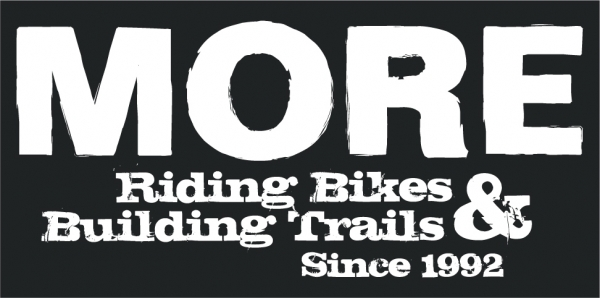 MORE
Riding Bikes &
Building Trails
Since 1992